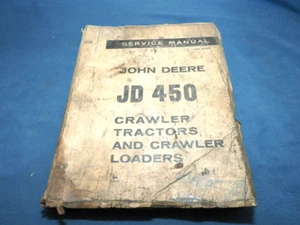 SERVICE MANUAL
JOHN DEERE
JD 450
CRAWLER
TRACTORS
AND CRAWLER
LOADERS